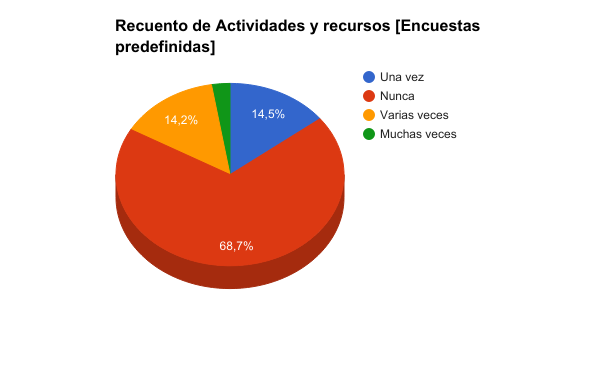 Recuento de Actividades y recursos [Encuestas
predefinidas]
Una vez
Nunca
Varias veces
Muchas veces
14,2%
14,5%
68,7%